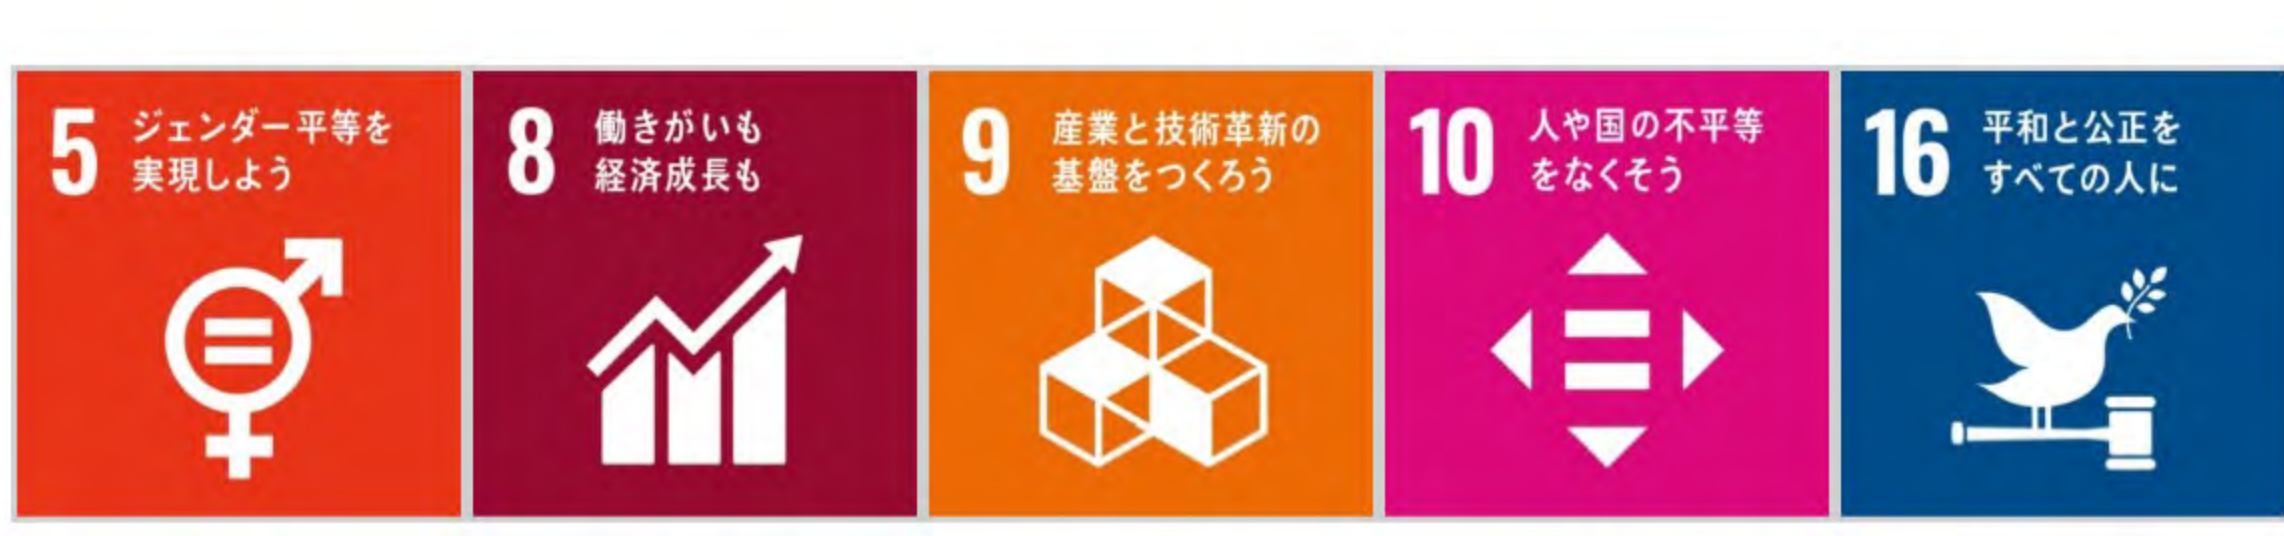 5 ジェンダー平等を
実現しよう
8 働きがいも
経済成長も
9 産業と技術革新の
基盤をつくろう
10 人や国の不平等
をなくそう
16 平和と公正を
すべての人に